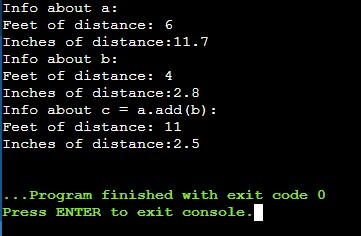 Info about a:
Feet of distance: 6
Inches of distance:11.7
Info about b:
Feet of distance: 4
Inches of distance:2.8
Info about c = a.add(b):
Feet of distance: 11
Inches of distance:2.5
...Program finished with exit code 0
Press ENTER to exit console.